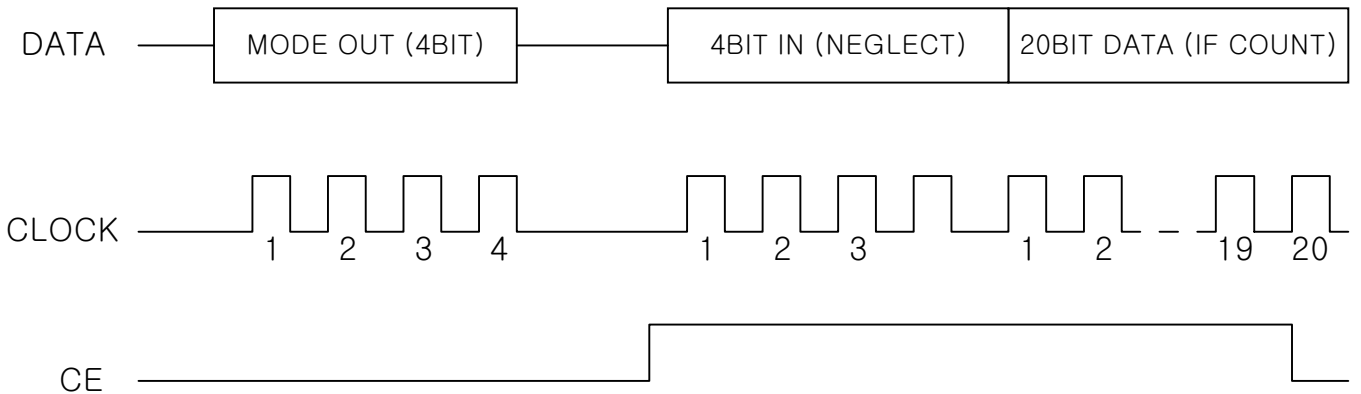 DATA MODE OUT (4BIT) 4BIT IN (NEGLECT) 20BIT DATA (IF COUNT)
CLOCK
1 2 3 4 1 2 3 1 2 19 20
CE